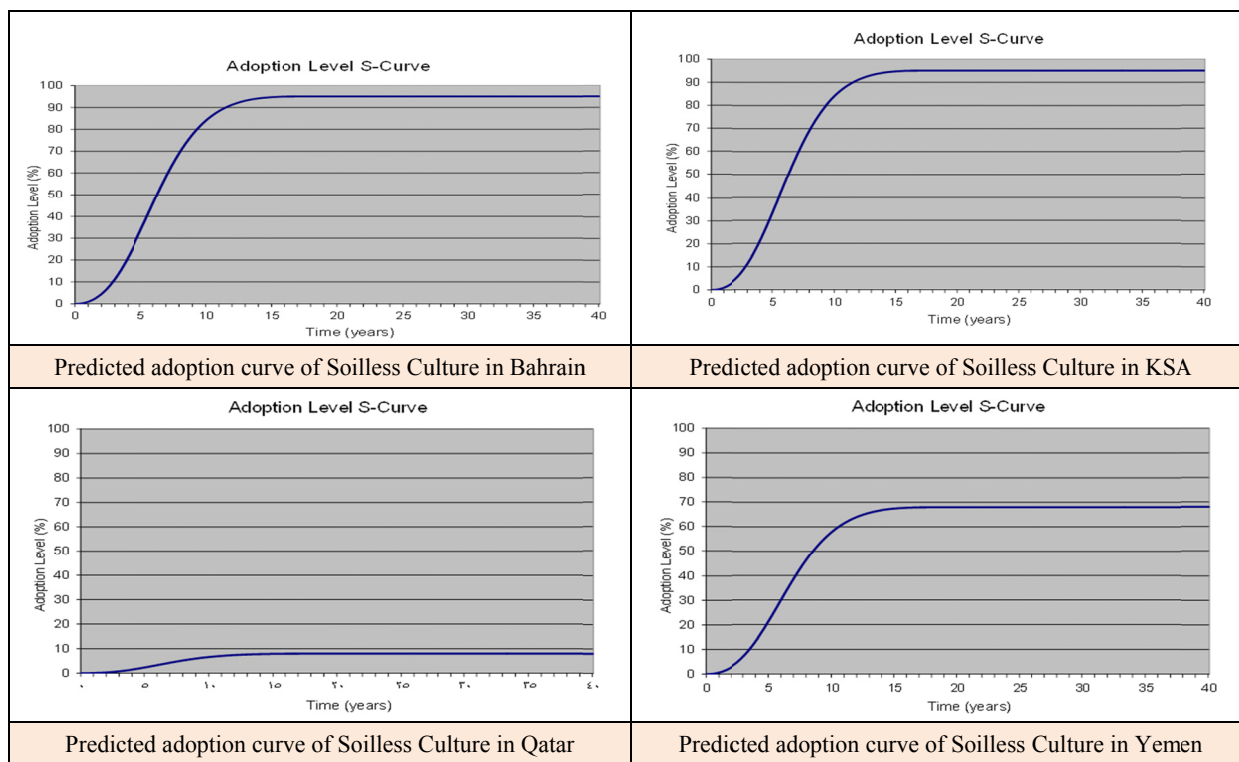 Adoption Level S-Curve
100
90
80
70
60
50
40
30
20
10
0
Adoption Level (%)
0 5 10 15 20 25 30 35 40
Time (years)
Predicted adoption curve of Soilless Culture in Bahrain
Adoption Level S-Curve
100
90
80
70
60
50
40
30
20
10
0
Adoption Level (%)
0 5 10 15 20 25 30 35 40
Time (years)
Predicted adoption curve of Soilless Culture in KSA
Adoption Level S-Curve
100
90
80
70
60
50
40
30
20
10
0
Adoption Level (%)
٠ ٥ ١٠ ١٥ ٢٠ ٢٥ ٣٠ ٣٥ ٤٠
Time (years)
Predicted adoption curve of Soilless Culture in Qatar
Adoption Level S-Curve
100
90
80
70
60
50
40
30
20
10
0
Adoption Level (%)
0 5 10 15 20 25 30 35 40
Time (years)
Predicted adoption curve of Soilless Culture in Yemen